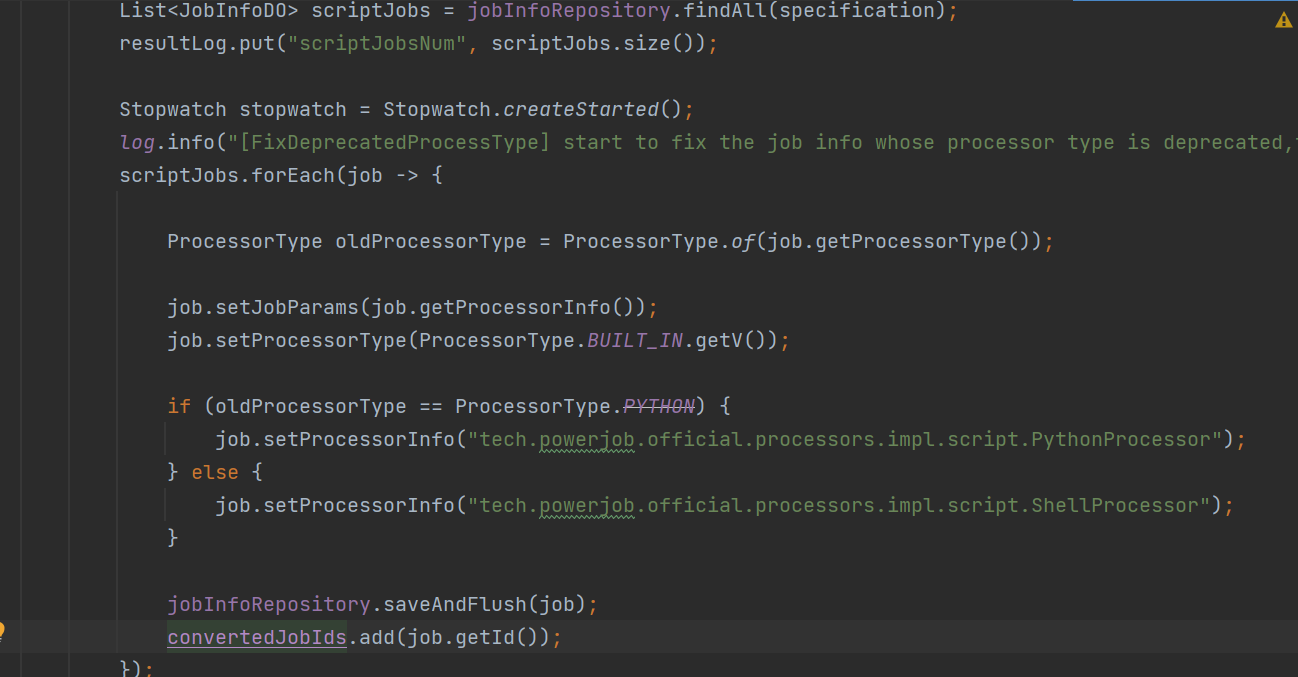 List<JobInfoDO> scriptJobs = jobInfoRepository.findAll(specification);
resultLog.put("scriptJobsNum", scriptJobs.size());
Stopwatch stopwatch = Stopwatch.createStarted();
log.info("[FixDeprecatedProcessType] start to fix the job info whose processor type is deprecated,
scriptJobs.forEach(job -> {
ProcessorType oldProcessorType = ProcessorType.of(job.getProcessorType());
job.setJobParams(job.getProcessorInfo());
job.setProcessorType(ProcessorType.BUILT_IN.getV());
if (oldProcessorType == ProcessorType.PYTHON) {
job.setProcessorInfo("tech.powerjob.official.processors.impl.script.PythonProcessor");
} else {
job.setProcessorInfo("tech.powerjob.official.processors.impl.script.ShellProcessor");
}
jobInfoRepository.saveAndFlush(job);
convertedJobIds.add(job.getId());
});